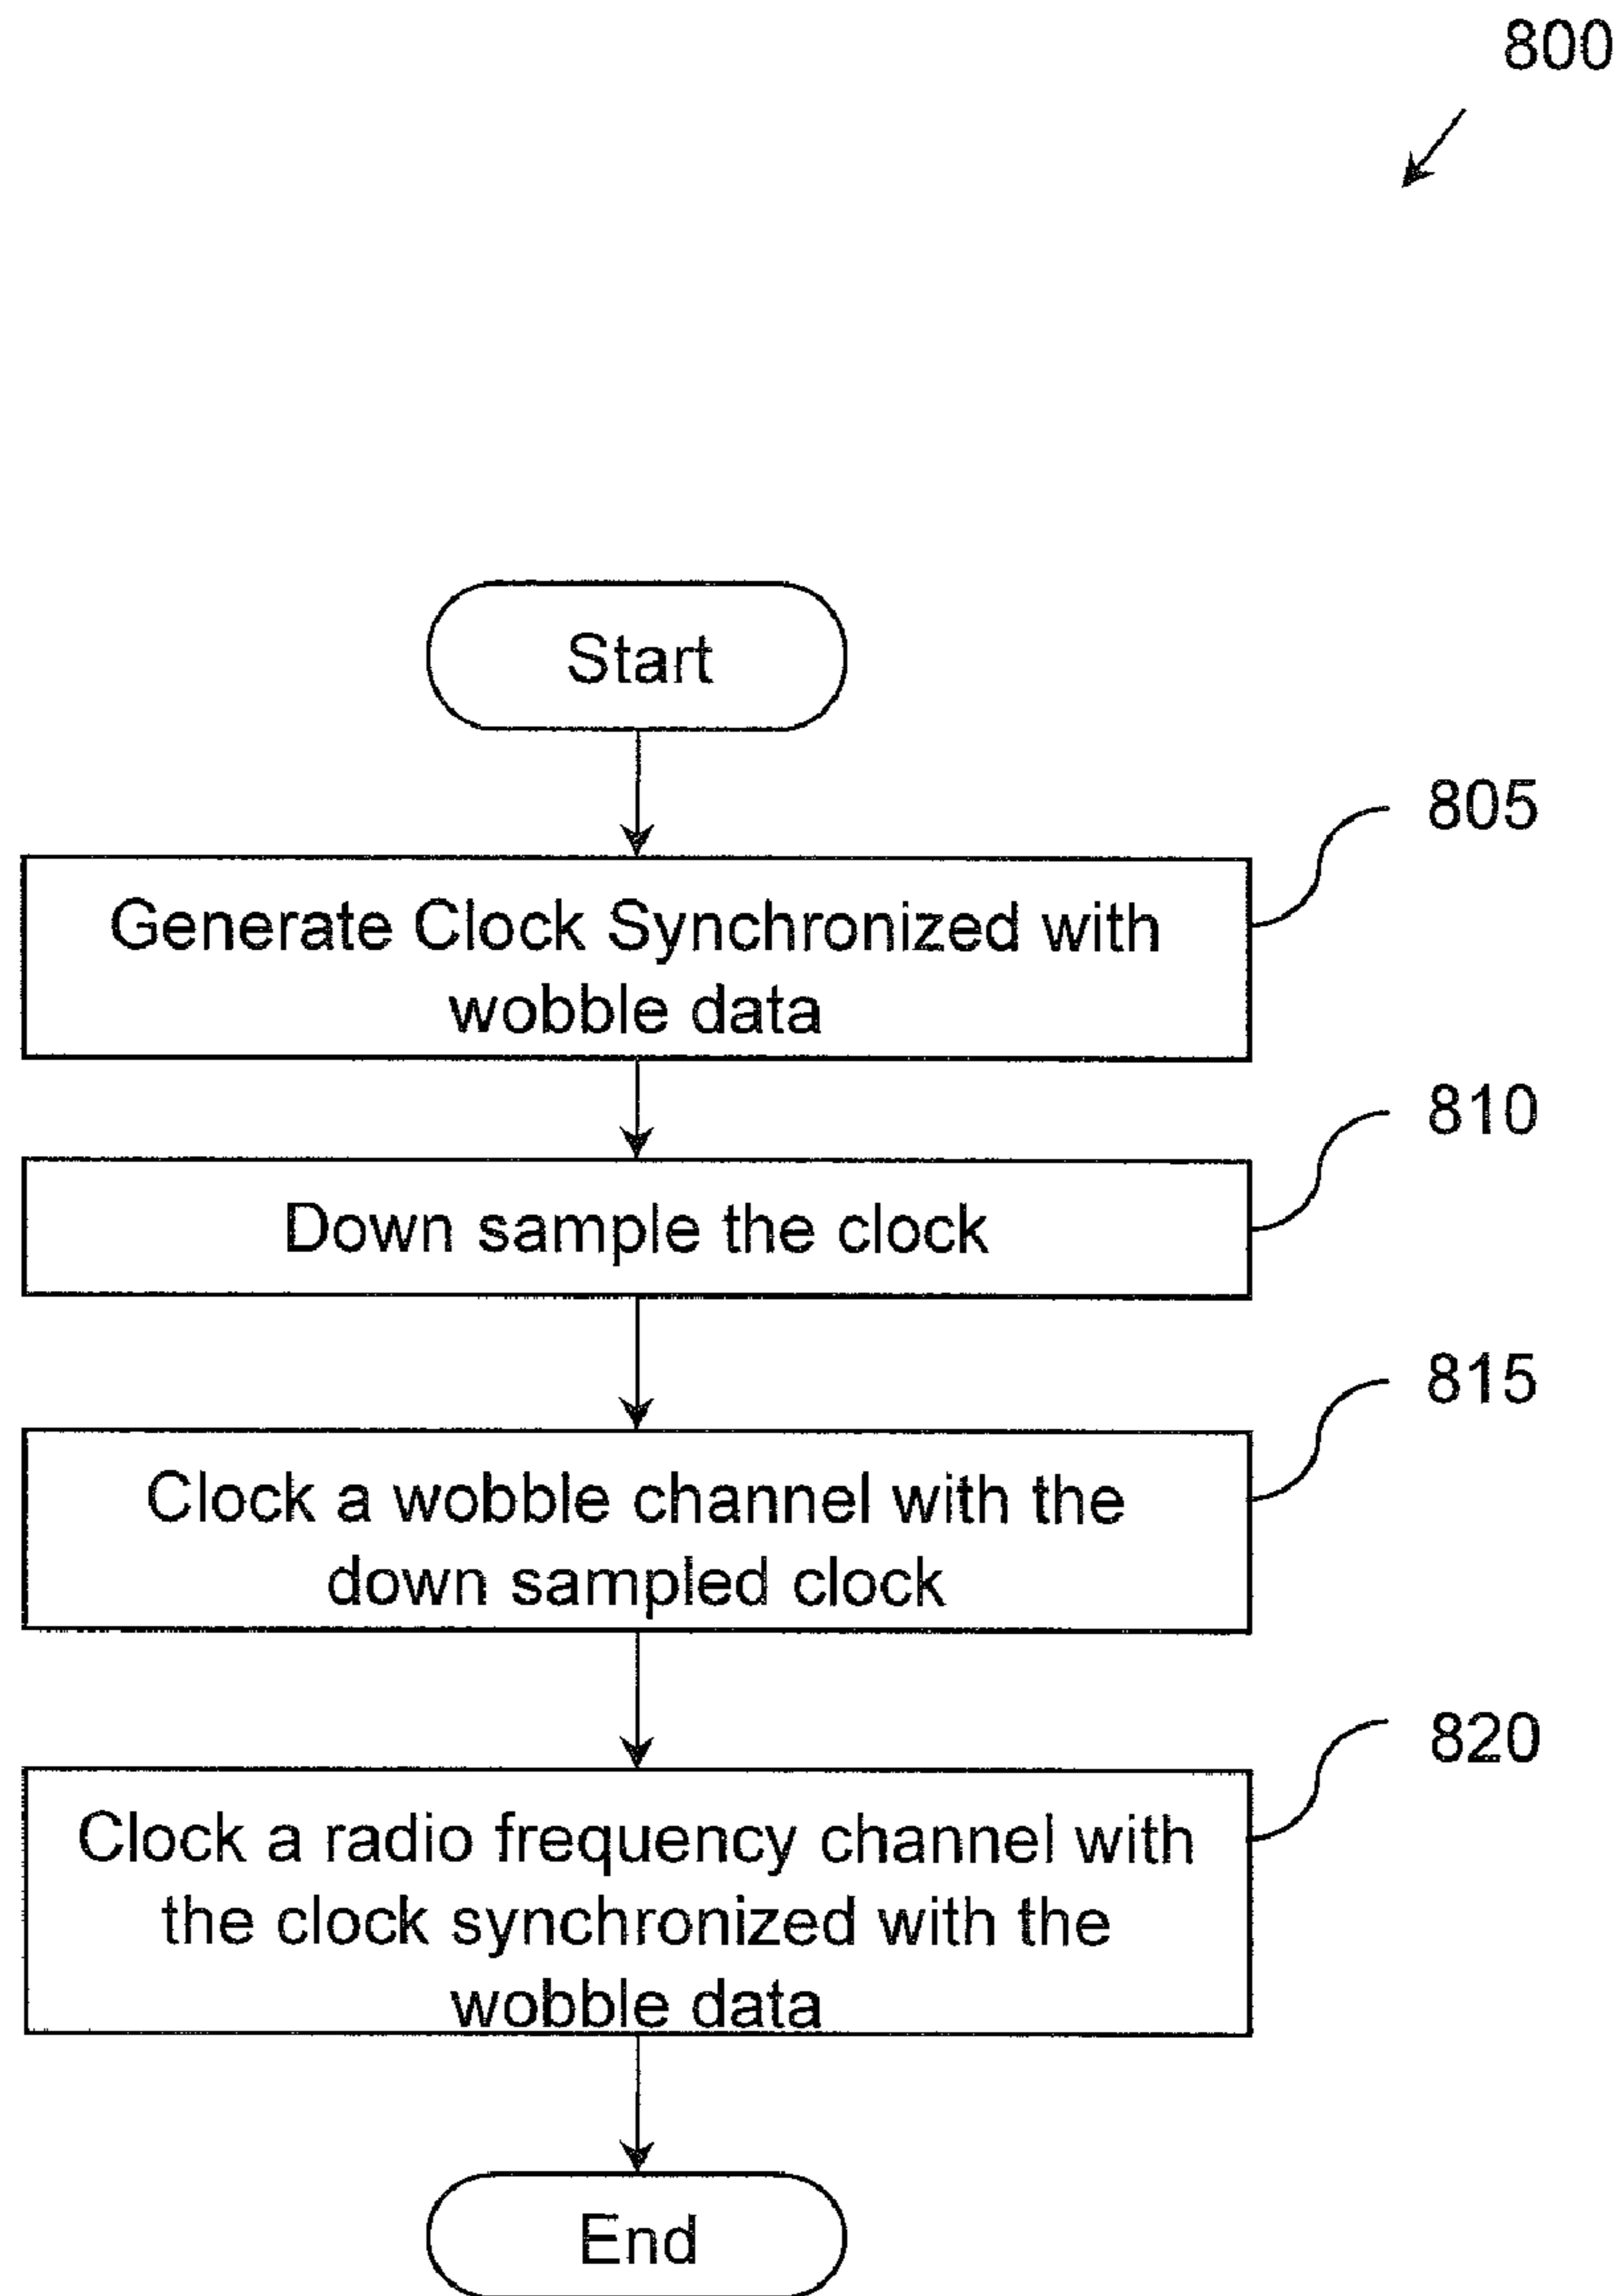 800
Start
805
Generate Clock Synchronized with
wobble data
810
Down sample the clock
815
Clock a wobble channel with the
down sampled clock
820
Clock a radio frequency channel with
the clock synchronized with the
wobble data
End